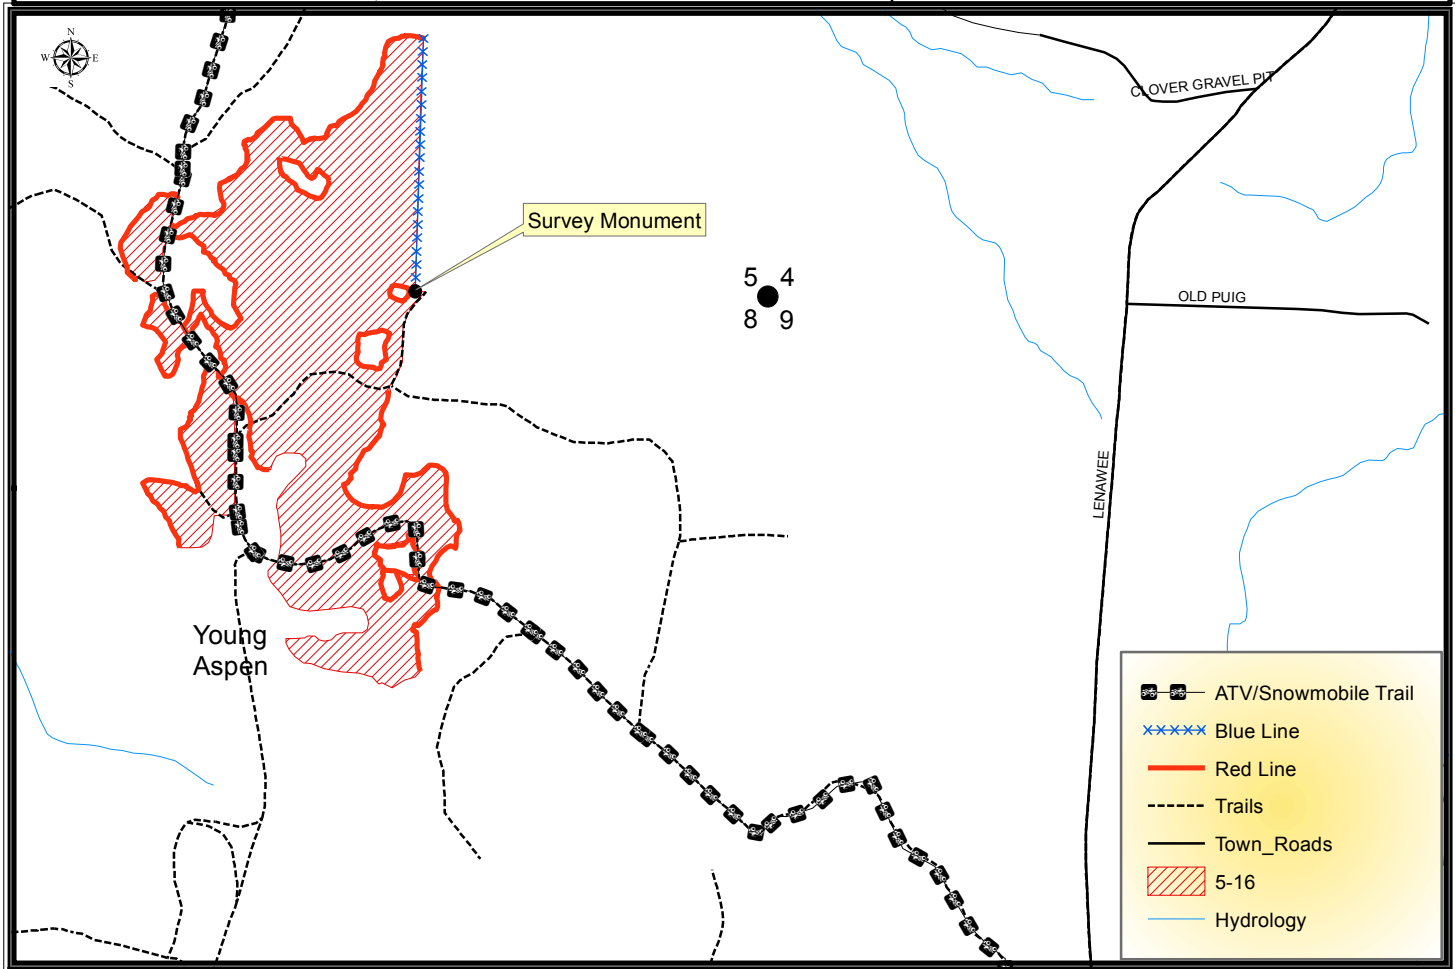 N
W E
S
CLOVER GRAVEL PIT
Survey Monument
5 4
8 9
OLD PUIG
LENAWEE
Young
Aspen
ATV/Snowmobile Trail
Blue Line
Red Line
Trails
Town_Roads
5-16
Hydrology